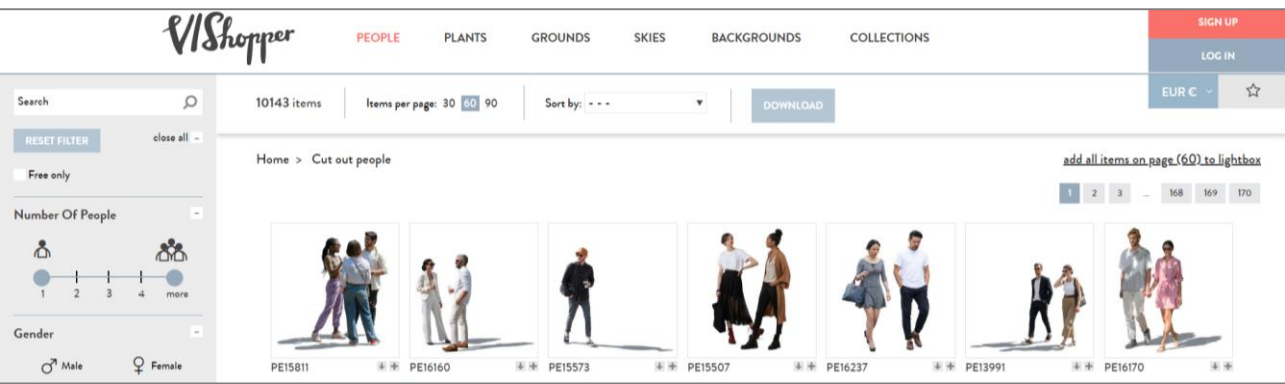 VIShopper
PEOPLE PLANTS GROUNDS SKIES BACKGROUNDS COLLECTIONS
SIGN UP
LOG IN
EUR €
Search
10143 items
Items per page: 30 60 90
Sort by: - - -
DOWNLOAD
RESET FILTER
close all -
Free only
Home > Cut out people
add all items on page (60) to lightbox
1 2 3 ... 168 169 170
Number Of People -
1 2 3 4 more
Gender -
Male Female
PE15811 PE16160 PE15573 PE15507 PE16237 PE13991 PE16170